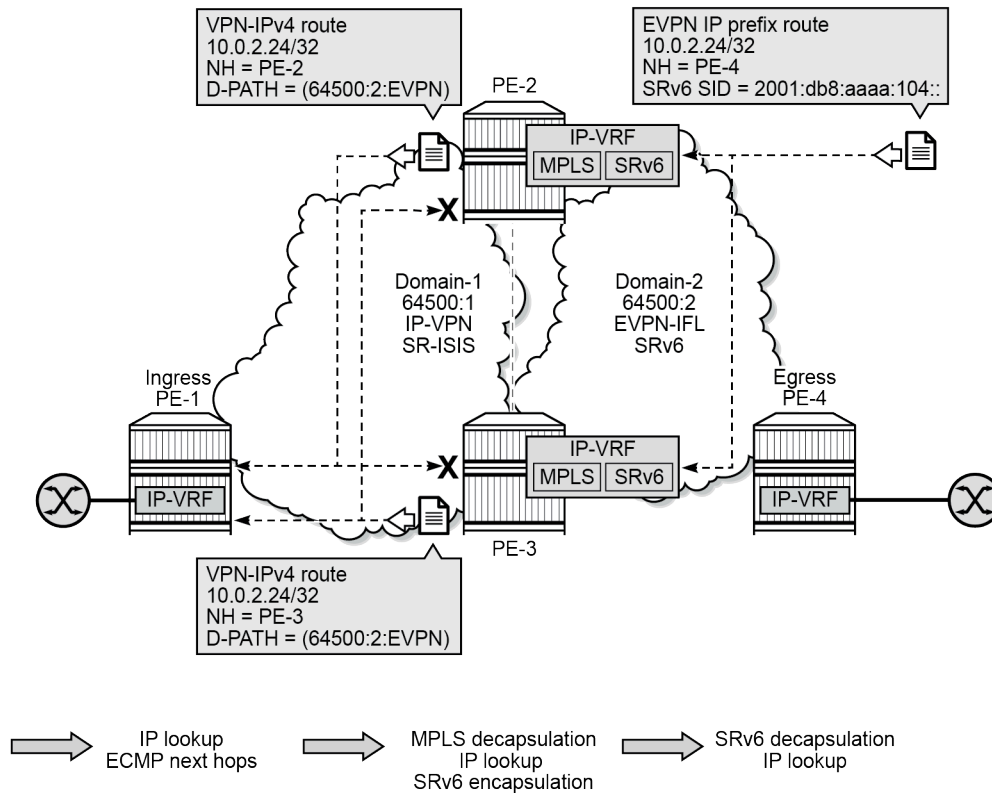 VPN-IPv4 route
10.0.2.24/32
NH = PE-2
D-PATH = (64500:2:EVPN)
EVPN IP prefix route
10.0.2.24/32
NH = PE-4
SRv6 SID = 2001:db8:aaaa:104::
PE-2
IP-VRF
MPLS
SRv6
X
Domain-1
64500:1
IP-VPN
SR-ISIS
Domain-2
64500:2
EVPN-IFL
SRv6
Ingress
PE-1
IP-VRF
X
IP-VRF
MPLS
SRv6
PE-3
Egress
PE-4
IP-VRF
VPN-IPv4 route
10.0.2.24/32
NH = PE-3
D-PATH = (64500:2:EVPN)
IP lookup
ECMP next hops
MPLS decapsulation
IP lookup
SRv6 encapsulation
SRv6 decapsulation
IP lookup